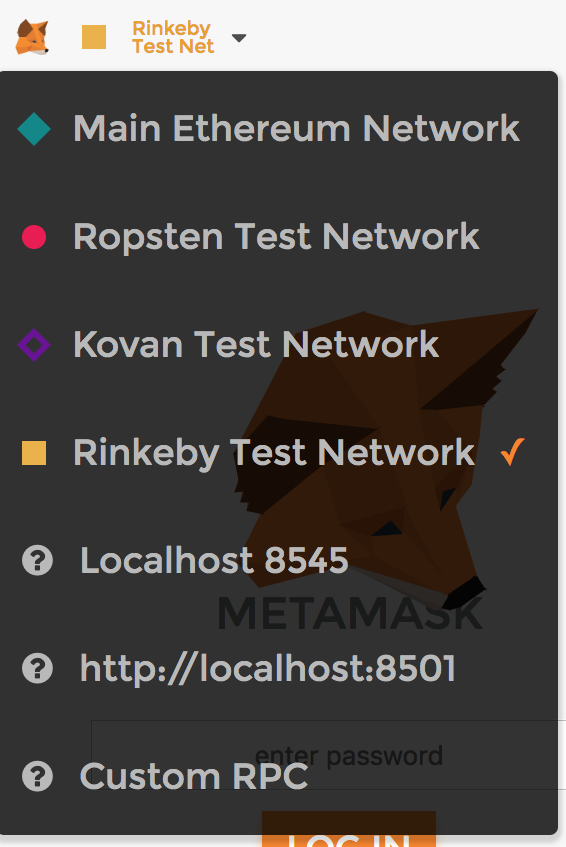 Rinkeby
Test Net
Main Ethereum Network
Ropsten Test Network
Kovan Test Network
Rinkeby Test Network
Localhost 8545
METAMASK
http://localhost:8501
enter password
Custom RPC
LOG IN